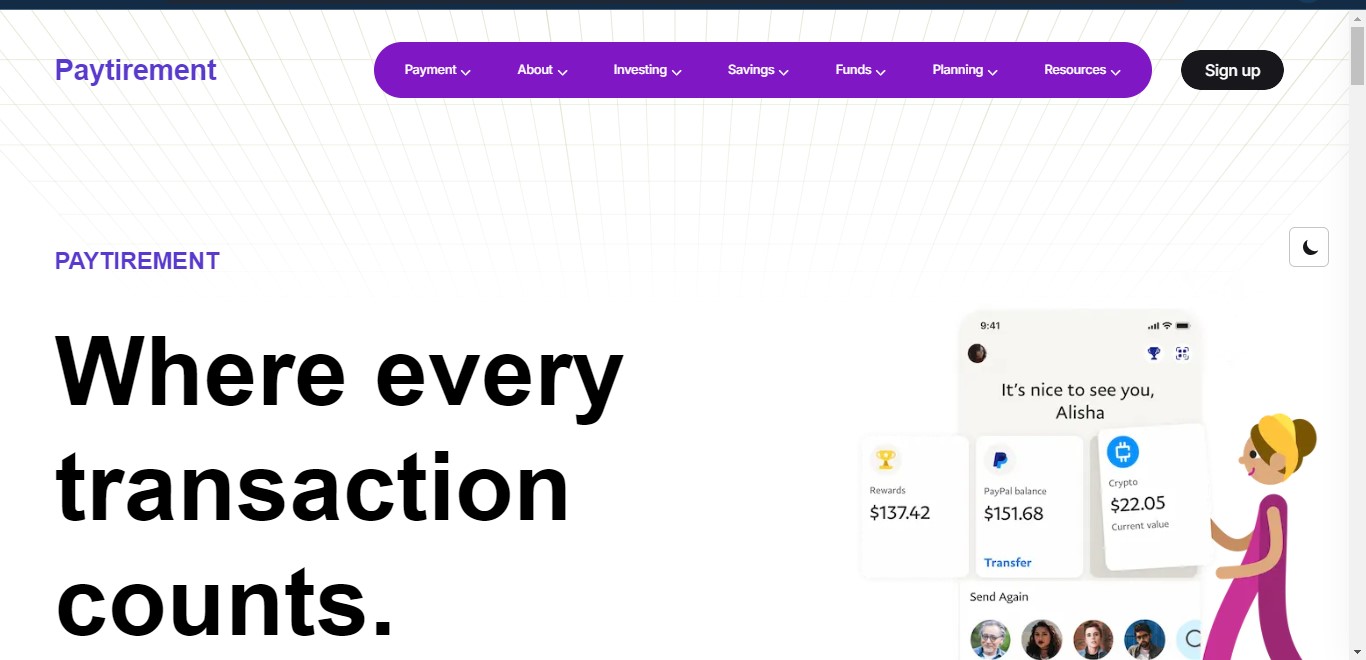 Paytirement
Payment
About
Investing
Savings
Funds
Planning
Resources
Sign up
PAYTIREMENT
Where every
transaction
counts.
9:41
It's nice to see you,
Alisha
Rewards
$137.42
PayPal balance
$151.68
Transfer
Crypto
$22.05
Current value
Send Again